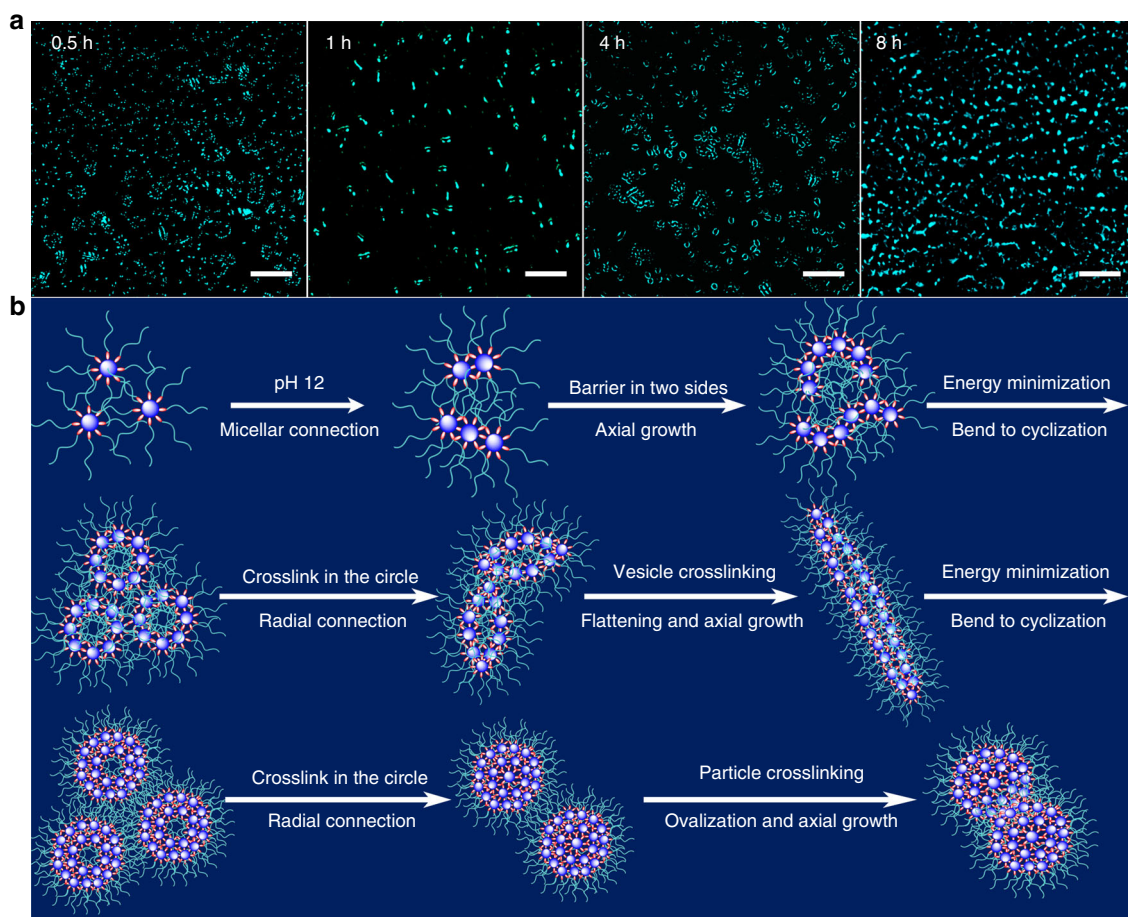 a
0.5 h
1 h
4 h
8 h
b
pH 12
Micellar connection
Barrier in two sides
Axial growth
Energy minimization
Bend to cyclization
Crosslink in the circle
Radial connection
Vesicle crosslinking
Flattening and axial growth
Energy minimization
Bend to cyclization
Crosslink in the circle
Radial connection
Particle crosslinking
Ovalization and axial growth